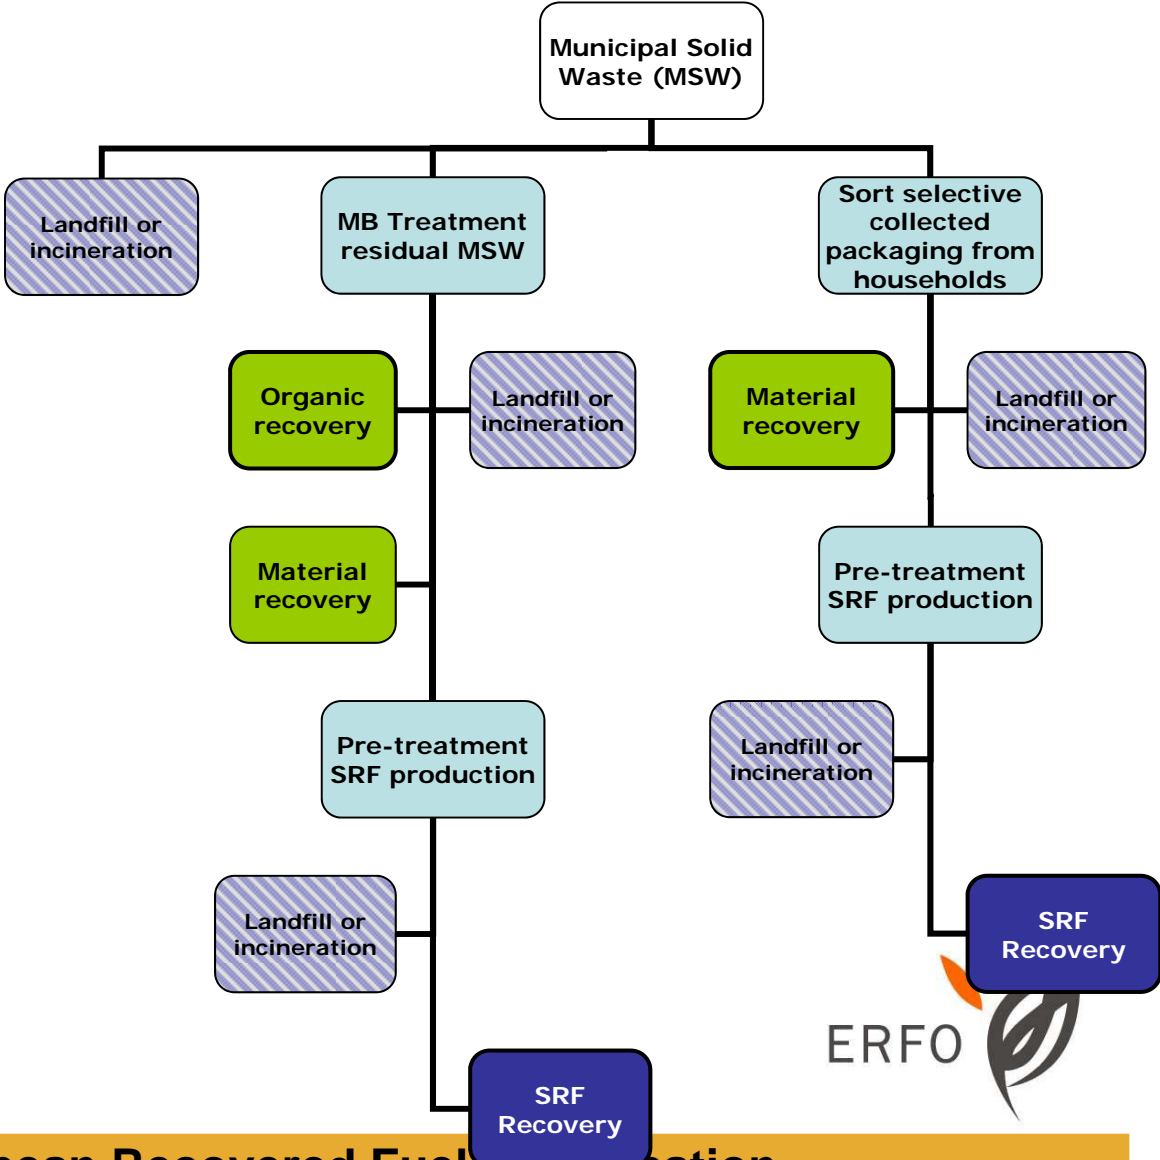 Municipal Solid
Waste (MSW)
Landfill or
incineration
MB Treatment
residual MSW
Sort selective
collected
packaging from
households
Organic
recovery
Landfill or
incineration
Material
recovery
Landfill or
incineration
Material
recovery
Pre-treatment
SRF production
Pre-treatment
SRF production
Landfill or
incineration
Landfill or
incineration
SRF
Recovery
ERFO
SRF
Recovery
Recovered Fuel